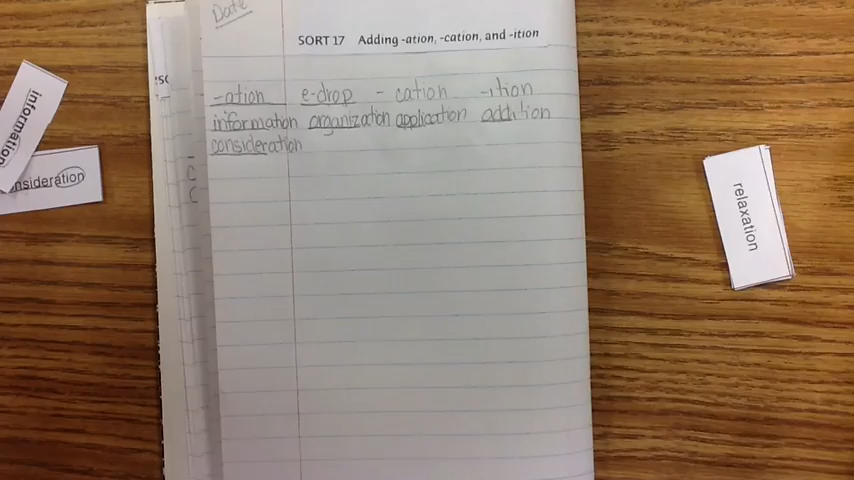 Date
SORT 17 Adding -ation, -cation, and -ition
-ation e-drop -cation -ition
information organization application addition
consideration
information
nsideration
relaxation